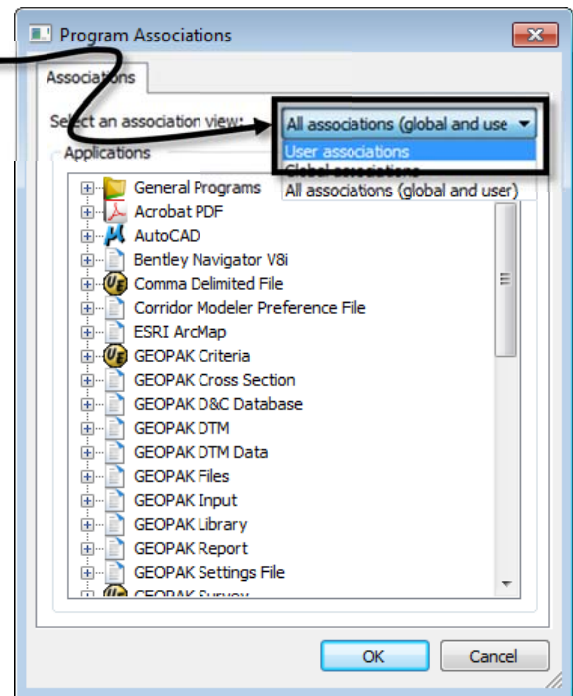 Program Associations
Associations
Select an association view:
All associations (global and use
User associations
Global associations
All associations (global and user)
Applications
General Programs
Acrobat PDF
AutoCAD
Bentley Navigator V8i
Comma Delimited File
Corridor Modeler Preference File
ESRI ArcMap
GEOPAK Criteria
GEOPAK Cross Section
GEOPAK D&C Database
GEOPAK DTM
GEOPAK DTM Data
GEOPAK Files
GEOPAK Input
GEOPAK Library
GEOPAK Report
GEOPAK Settings File
GEOPAK Survey
OK Cancel